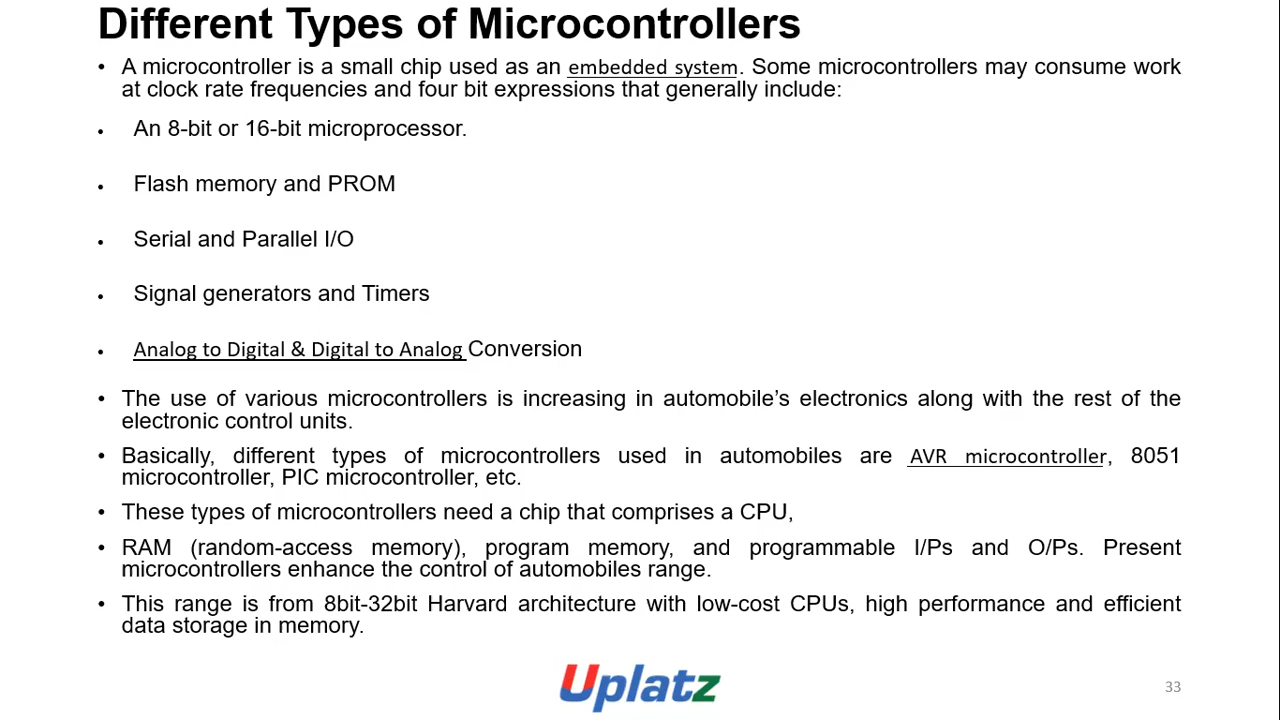 Different Types of Microcontrollers
• A microcontroller is a small chip used as an embedded system. Some microcontrollers may consume work
at clock rate frequencies and four bit expressions that generally include:
• An 8-bit or 16-bit microprocessor.
• Flash memory and PROM
• Serial and Parallel I/O
• Signal generators and Timers
• Analog to Digital & Digital to Analog Conversion
• The use of various microcontrollers is increasing in automobile’s electronics along with the rest of the
electronic control units.
• Basically, different types of microcontrollers used in automobiles are AVR microcontroller, 8051
microcontroller, PIC microcontroller, etc.
• These types of microcontrollers need a chip that comprises a CPU,
• RAM (random-access memory), program memory, and programmable I/Ps and O/Ps. Present
microcontrollers enhance the control of automobiles range.
• This range is from 8bit-32bit Harvard architecture with low-cost CPUs, high performance and efficient
data storage in memory.
Uplatz
33